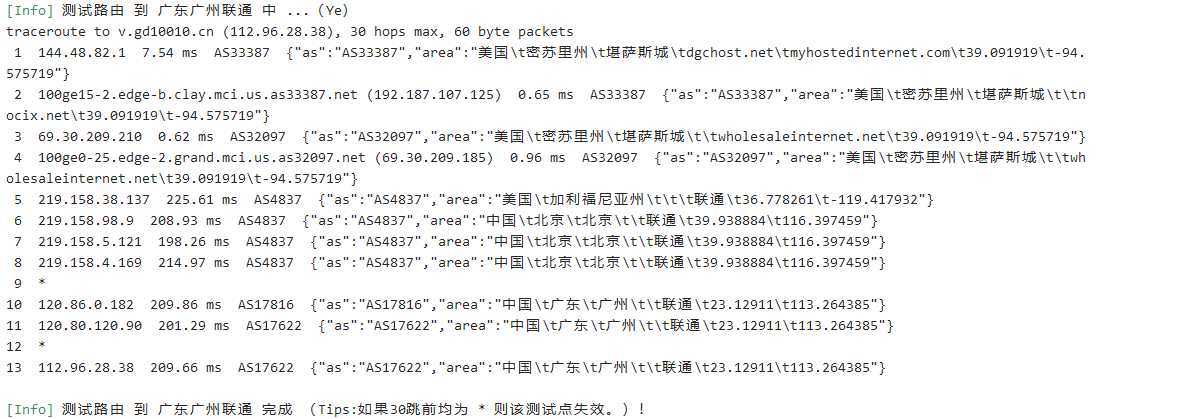 [Info] 测试路由 到 广东广州联通 中 ... (Ye)
traceroute to v.gd10010.cn (112.96.28.38), 30 hops max, 60 byte packets
 1  144.48.82.1  7.54 ms  AS33387  {"as":"AS33387","area":"美国\t密苏里州\t堪萨斯城\tdgchost.net\tmyhostedinternet.com\t39.091919\t-94.
575719"}
 2  100ge15-2.edge-b.clay.mci.us.as33387.net (192.187.107.125)  0.65 ms  AS33387  {"as":"AS33387","area":"美国\t密苏里州\t堪萨斯城\t\tn
ocix.net\t39.091919\t-94.575719"}
 3  69.30.209.210  0.62 ms  AS32097  {"as":"AS32097","area":"美国\t密苏里州\t堪萨斯城\t\twholesaleinternet.net\t39.091919\t-94.575719"}
 4  100ge0-25.edge-2.grand.mci.us.as32097.net (69.30.209.185)  0.96 ms  AS32097  {"as":"AS32097","area":"美国\t密苏里州\t堪萨斯城\t\twh
olesaleinternet.net\t39.091919\t-94.575719"}
 5  219.158.38.137  225.61 ms  AS4837  {"as":"AS4837","area":"美国\t加利福尼亚州\t\t\t联通\t36.778261\t-119.417932"}
 6  219.158.98.9  208.93 ms  AS4837  {"as":"AS4837","area":"中国\t北京\t北京\t\t联通\t39.938884\t116.397459"}
 7  219.158.5.121  198.26 ms  AS4837  {"as":"AS4837","area":"中国\t北京\t北京\t\t联通\t39.938884\t116.397459"}
 8  219.158.4.169  214.97 ms  AS4837  {"as":"AS4837","area":"中国\t北京\t北京\t\t联通\t39.938884\t116.397459"}
 9  *
10  120.86.0.182  209.86 ms  AS17816  {"as":"AS17816","area":"中国\t广东\t广州\t\t联通\t23.12911\t113.264385"}
11  120.80.120.90  201.29 ms  AS17622  {"as":"AS17622","area":"中国\t广东\t广州\t\t联通\t23.12911\t113.264385"}
12  *
13  112.96.28.38  209.66 ms  AS17622  {"as":"AS17622","area":"中国\t广东\t广州\t\t联通\t23.12911\t113.264385"}
[Info] 测试路由 到 广东广州联通 完成 （Tips:如果30跳前均为 * 则该测试点失效。）！